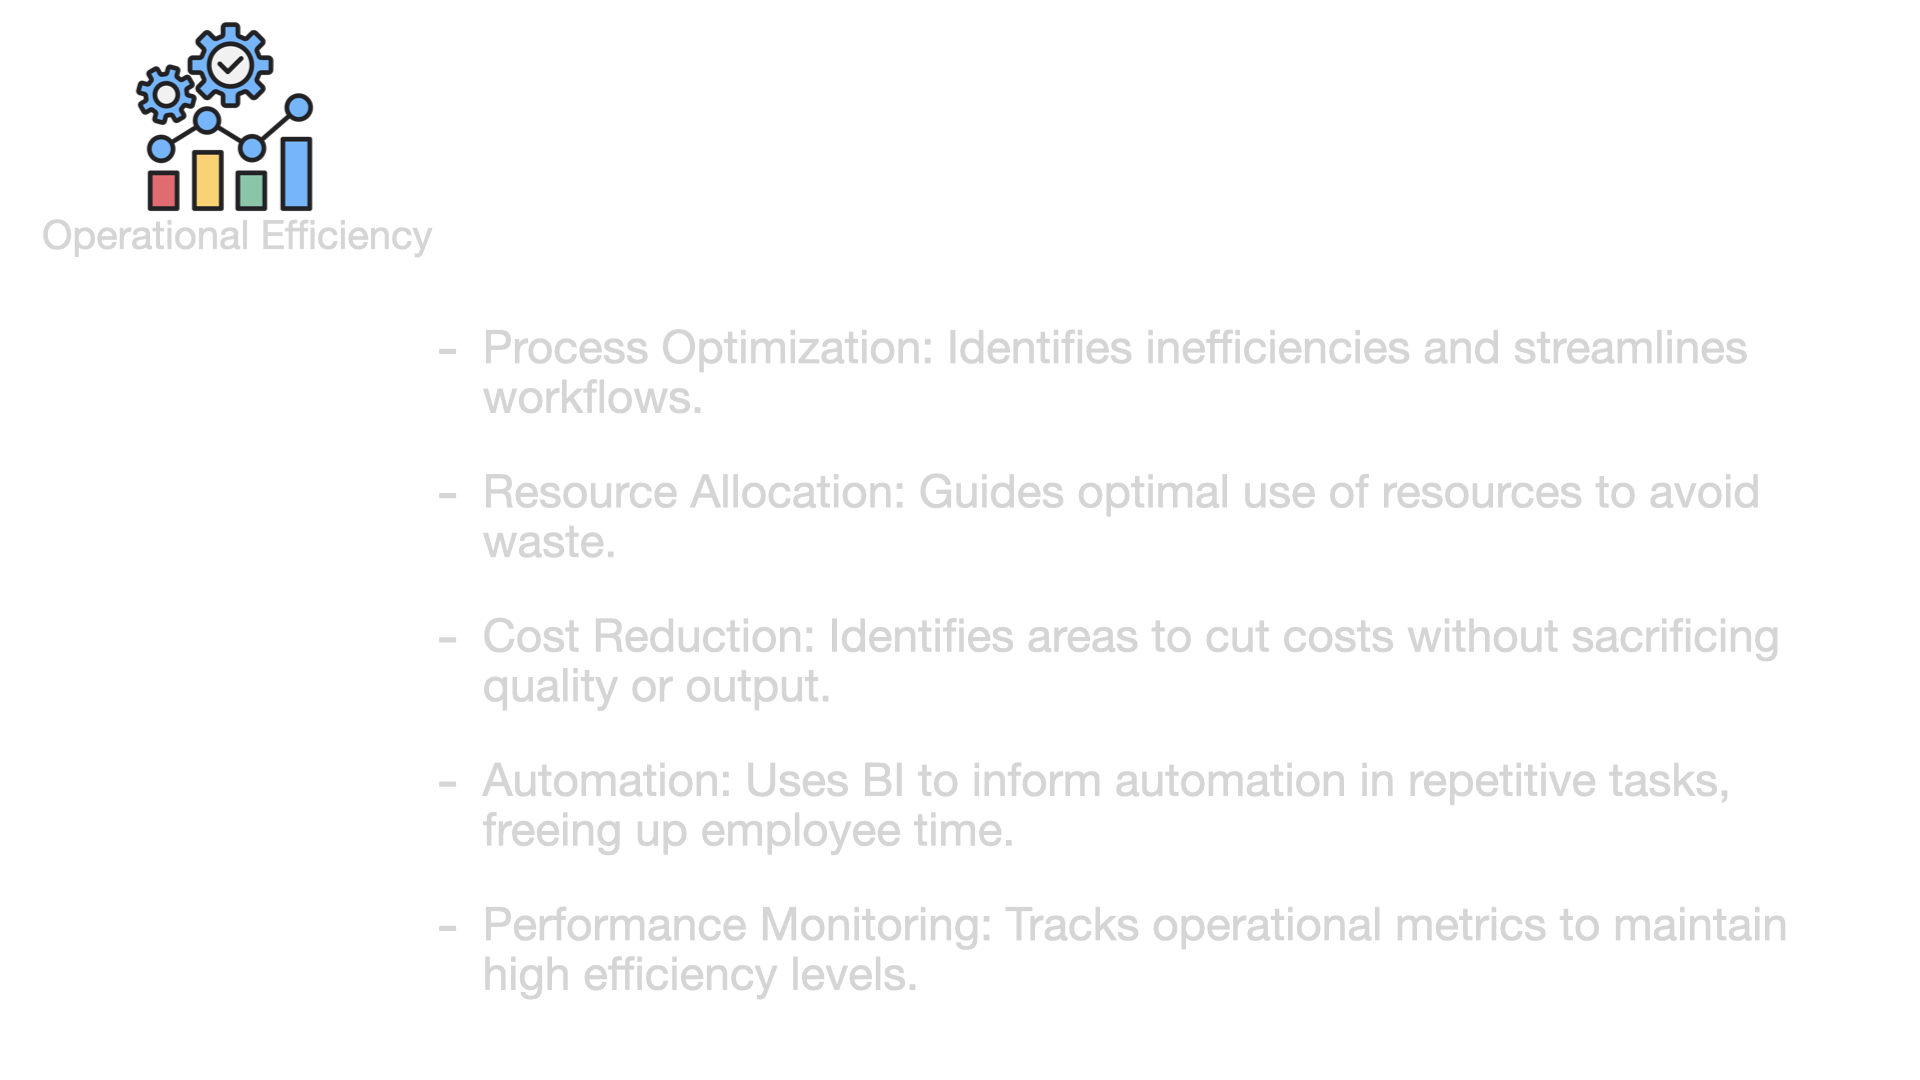 Operational Efficiency
- Process Optimization: Identifies inefficiencies and streamlines
workflows.
- Resource Allocation: Guides optimal use of resources to avoid
waste.
- Cost Reduction: Identifies areas to cut costs without sacrificing
quality or output.
- Automation: Uses BI to inform automation in repetitive tasks,
freeing up employee time.
- Performance Monitoring: Tracks operational metrics to maintain
high efficiency levels.